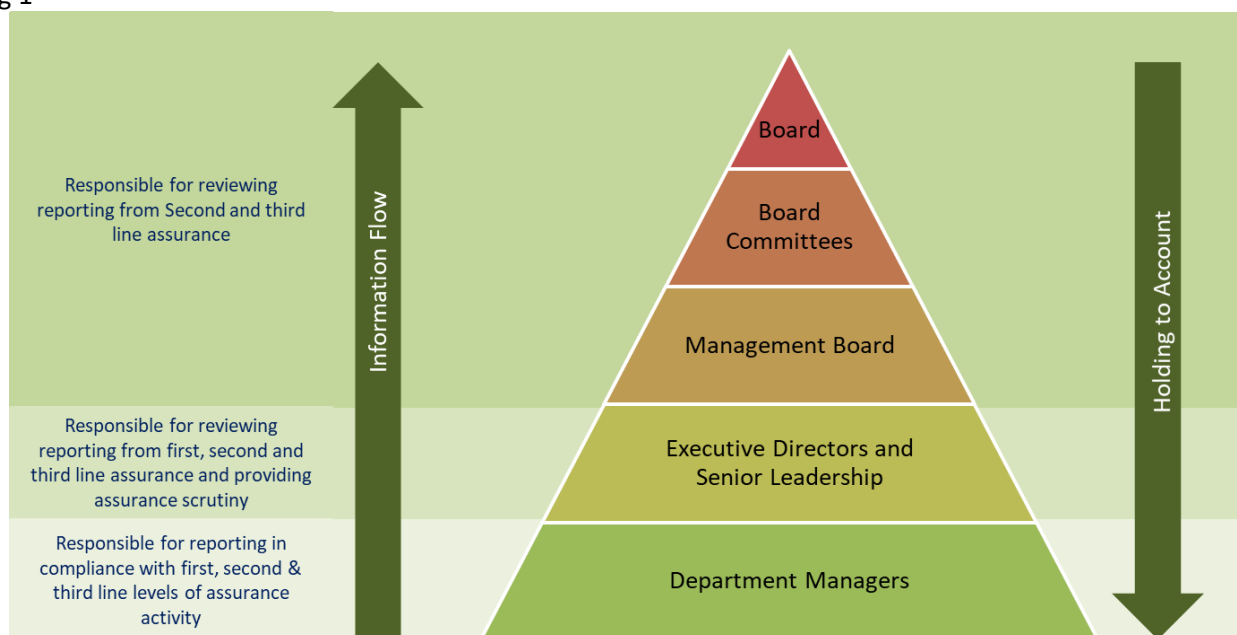 g 1
Board
Responsible for reviewing
reporting from Second and third
line assurance
Information Flow
Board
Committees
Holding to Account
Management Board
Responsible for reviewing
reporting from first, second and
third line assurance and providing
assurance scrutiny
Executive Directors and
Senior Leadership
Responsible for reporting in
compliance with first, second &
third line levels of assurance
activity
Department Managers